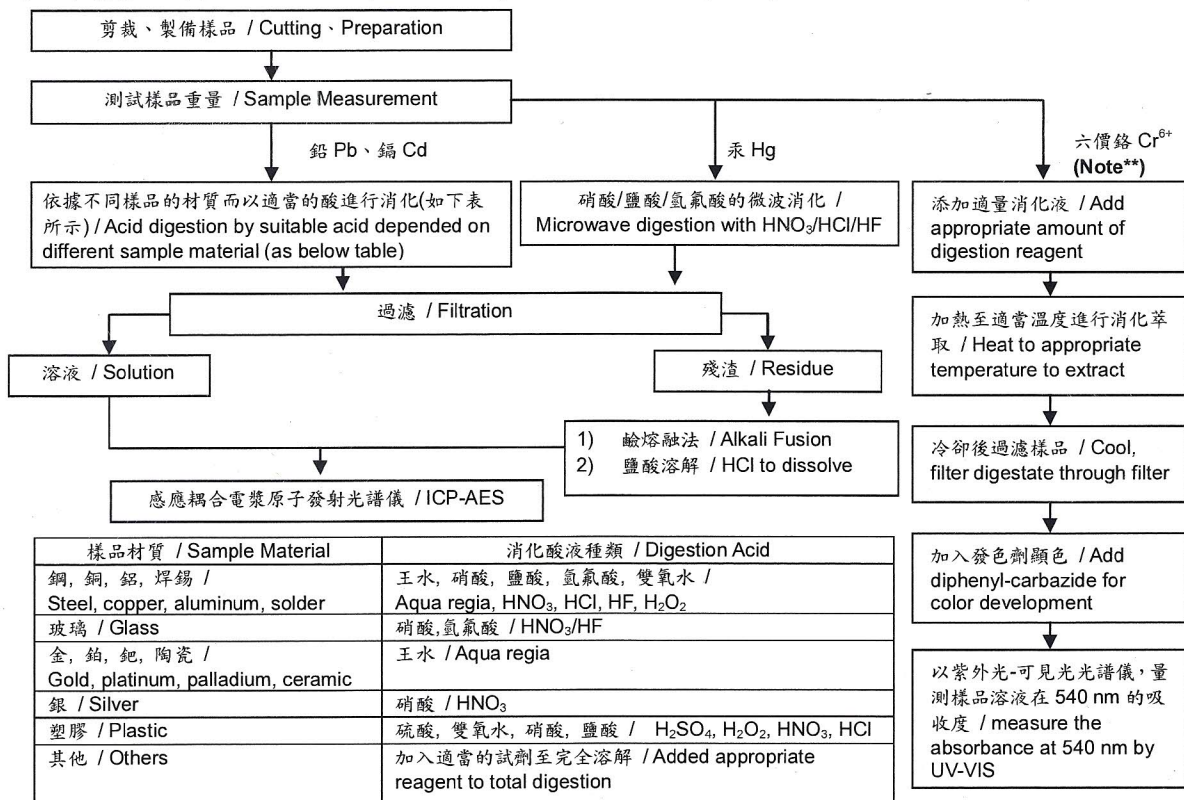 剪裁、製備樣品 / Cutting、Preparation
測試樣品重量 / Sample Measurement
鉛 Pb、鎘 Cd
汞 Hg
六價鉻 Cr⁶⁺
(Note**)
依據不同樣品的材質而以適當的酸進行消化(如下表
所示) / Acid digestion by suitable acid depended on
different sample material (as below table)
硝酸/鹽酸/氫氟酸的微波消化 /
Microwave digestion with HNO₃/HCl/HF
添加適量消化液 / Add
appropriate amount of
digestion reagent
過濾 / Filtration
加熱至適當溫度進行消化萃
取 / Heat to appropriate
temperature to extract
溶液 / Solution
殘渣 / Residue
1) 鹼熔融法 / Alkali Fusion
2) 鹽酸溶解 / HCl to dissolve
冷卻後過濾樣品 / Cool,
filter digestate through filter
感應耦合電漿原子發射光譜儀 / ICP-AES
加入發色劑顯色 / Add
diphenyl-carbazide for
color development
以紫外光-可見光光譜儀，量
測樣品溶液在 540 nm 的吸
收度 / measure the
absorbance at 540 nm by
UV-VIS
樣品材質 / Sample Material 消化酸液種類 / Digestion Acid
鋼, 銅, 鋁, 焊錫 / 王水, 硝酸, 鹽酸, 氫氟酸, 雙氧水 /
Steel, copper, aluminum, solder Aqua regia, HNO₃, HCl, HF, H₂O₂
玻璃 / Glass 硝酸,氫氟酸 / HNO₃/HF
金, 鉑, 鈀, 陶瓷 / 王水 / Aqua regia
Gold, platinum, palladium, ceramic
銀 / Silver 硝酸 / HNO₃
塑膠 / Plastic 硫酸, 雙氧水, 硝酸, 鹽酸 / H₂SO₄, H₂O₂, HNO₃, HCl
其他 / Others 加入適當的試劑至完全溶解 / Added appropriate
reagent to total digestion